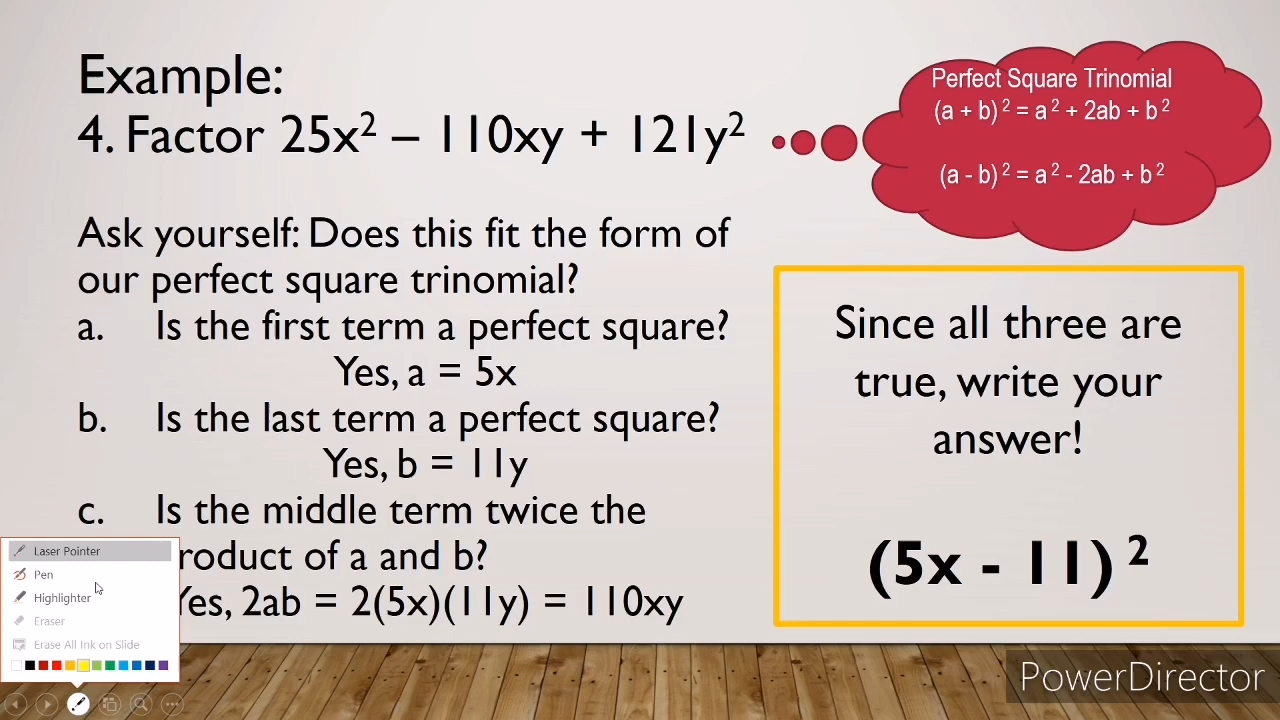 Example:
4. Factor 25x² – 110xy + 121y²
Perfect Square Trinomial
(a + b) ² = a ² + 2ab + b ²
(a - b) ² = a ² - 2ab + b ²
Ask yourself: Does this fit the form of
our perfect square trinomial?
a. Is the first term a perfect square?
Yes, a = 5x
b. Is the last term a perfect square?
Yes, b = 11y
c. Is the middle term twice the
roduct of a and b?
Yes, 2ab = 2(5x)(11y) = 110xy
Since all three are
true, write your
answer!
(5x - 11) ²
Laser Pointer
Pen
Highlighter
Eraser
Erase All Ink on Slide
PowerDirector